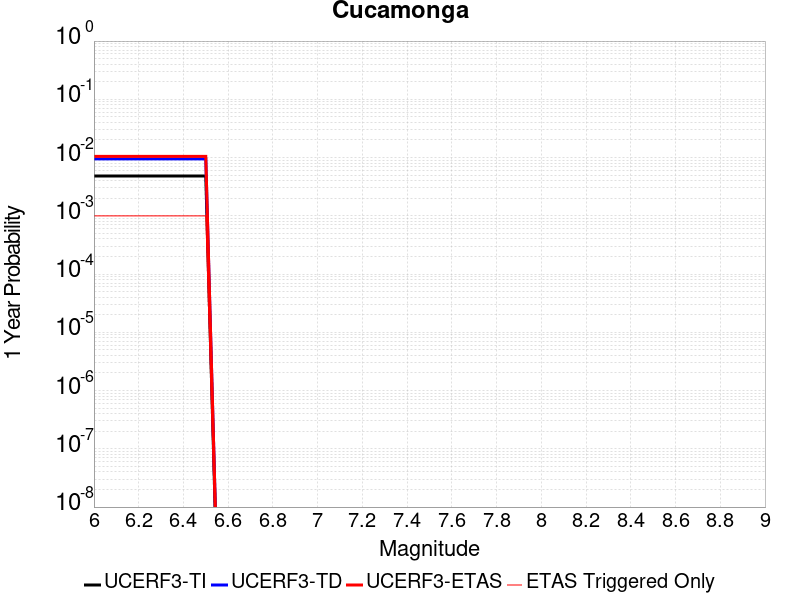 Cucamonga
1 Year Probability
10^0
10^-1
10^-2
10^-3
10^-4
10^-5
10^-6
10^-7
10^-8
6 6.2 6.4 6.6 6.8 7 7.2 7.4 7.6 7.8 8 8.2 8.4 8.6 8.8 9
Magnitude
UCERF3-TI UCERF3-TD UCERF3-ETAS ETAS Triggered Only